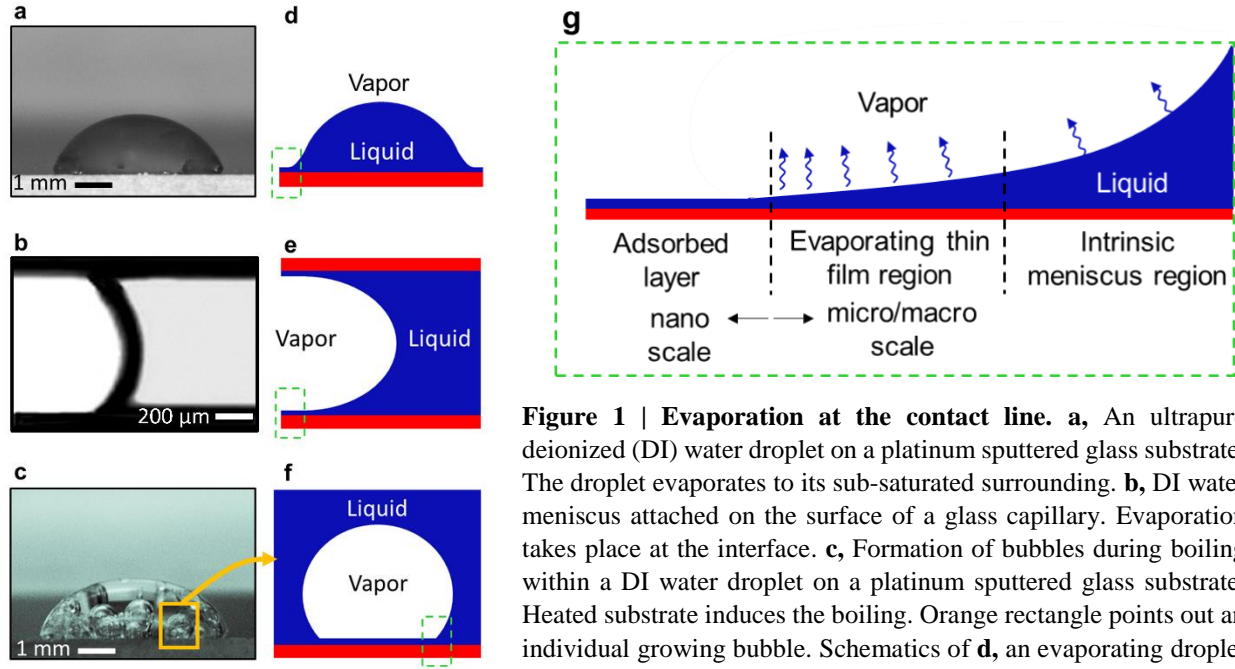 a
1 mm
b
200 µm
c
1 mm
d
Vapor
Liquid
e
Vapor
Liquid
f
Liquid
Vapor
g
Vapor
Liquid
Adsorbed
layer
Evaporating thin
film region
Intrinsic
meniscus region
nano
scale
micro/macro
scale
Figure 1 | Evaporation at the contact line. a, An ultrapur
deionized (DI) water droplet on a platinum sputtered glass substrate
The droplet evaporates to its sub-saturated surrounding. b, DI wate
meniscus attached on the surface of a glass capillary. Evaporation
takes place at the interface. c, Formation of bubbles during boiling
within a DI water droplet on a platinum sputtered glass substrate
Heated substrate induces the boiling. Orange rectangle points out an
individual growing bubble. Schematics of d, an evaporating drople